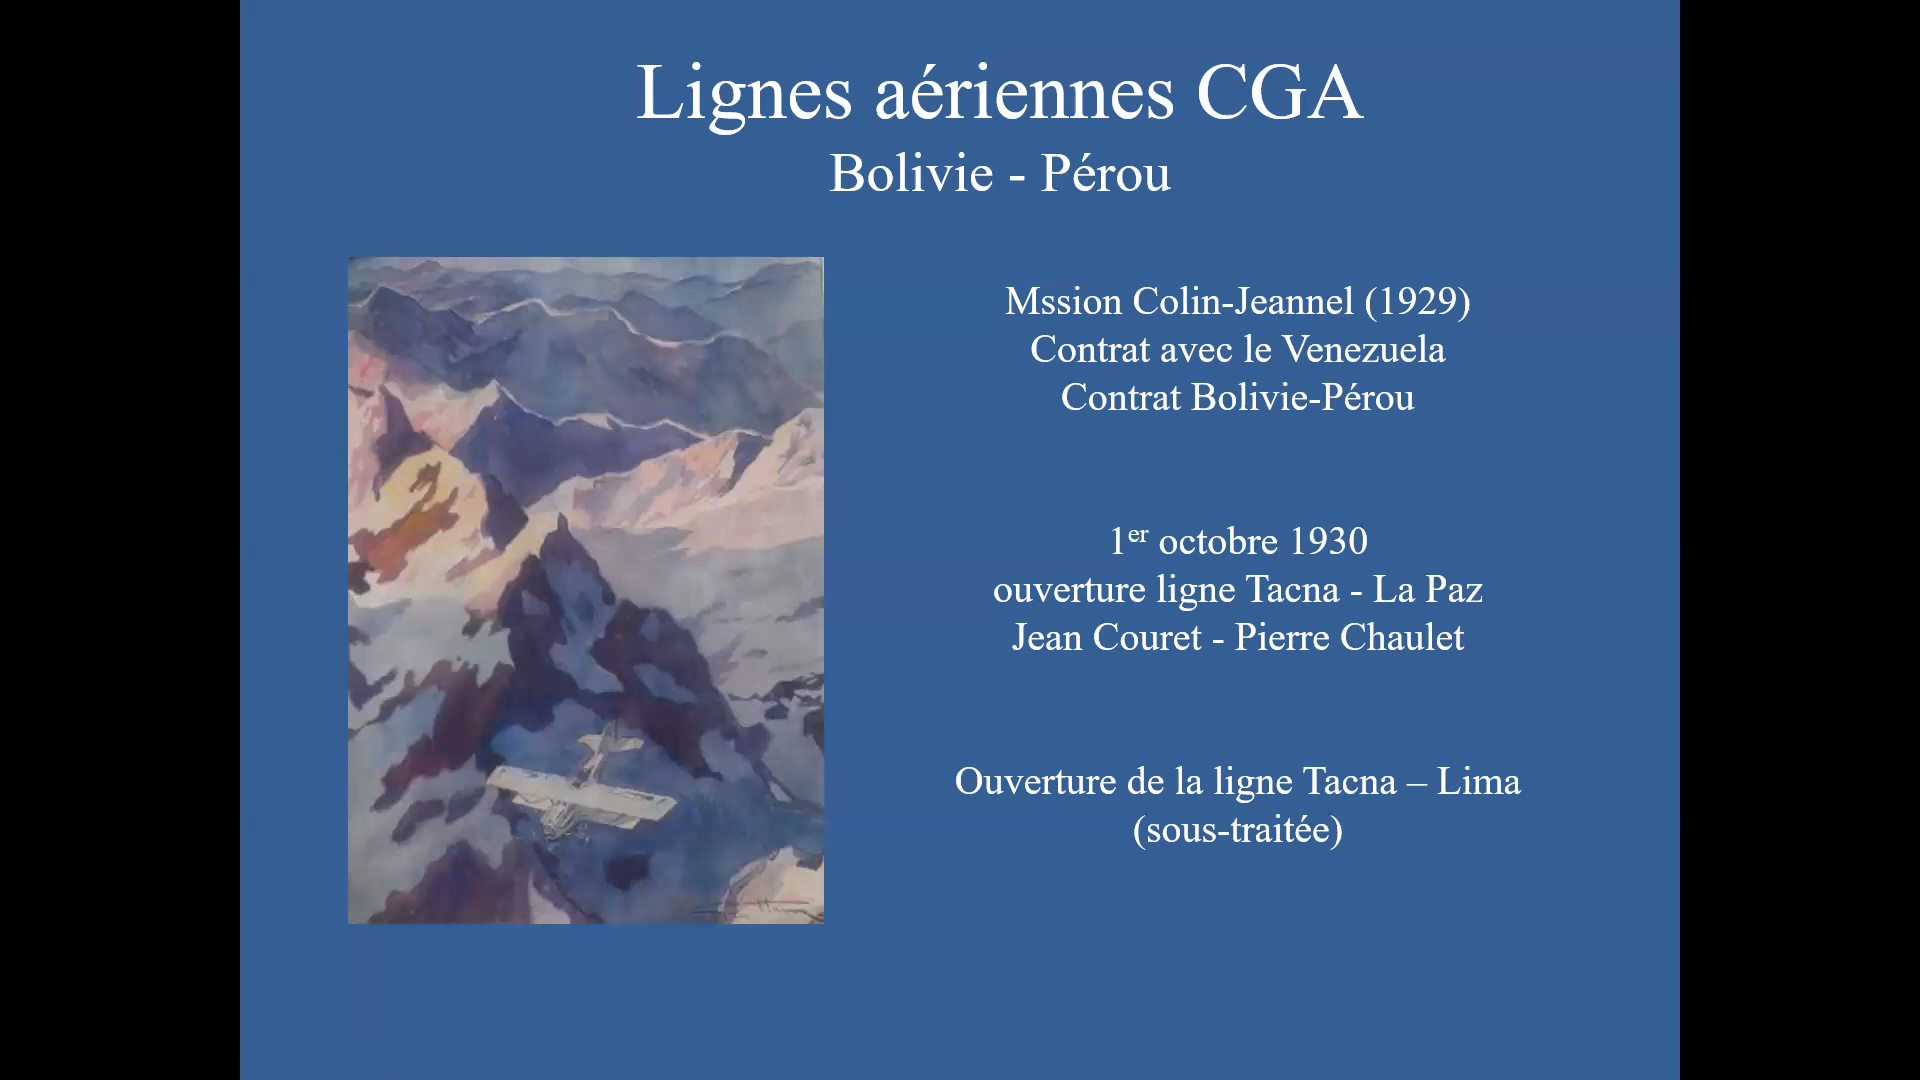 Lignes aériennes CGA
Bolivie - Pérou
Mssion Colin-Jeannel (1929)
Contrat avec le Venezuela
Contrat Bolivie-Pérou
1er octobre 1930
ouverture ligne Tacna - La Paz
Jean Couret - Pierre Chaulet
Ouverture de la ligne Tacna – Lima
(sous-traitée)